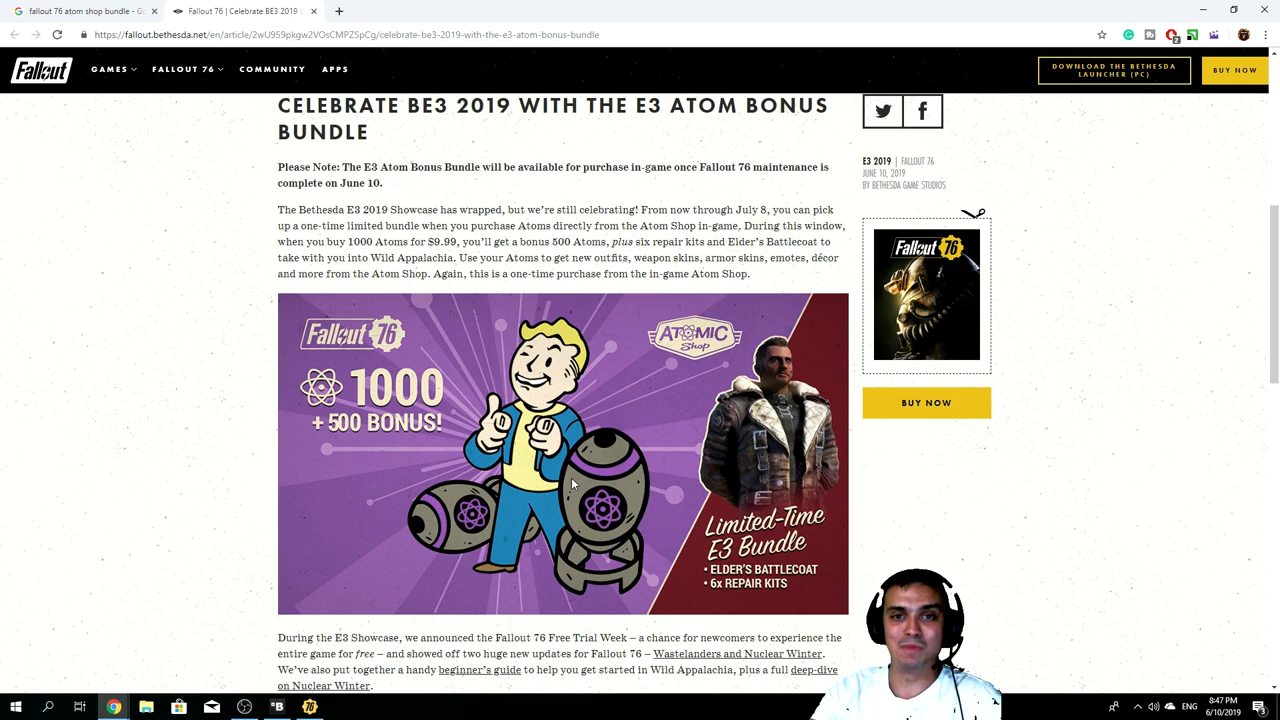 fallout 76 atom shop bundle - G
Fallout 76 | Celebrate BE3 2019
https://fallout.bethesda.net/en/article/2wU959pkgw2VOsCMPZSpCg/celebrate-be3-2019-with-the-e3-atom-bonus-bundle
Fallout
GAMES
FALLOUT 76
COMMUNITY
APPS
DOWNLOAD THE BETHESDA
LAUNCHER (PC)
BUY NOW
CELEBRATE BE3 2019 WITH THE E3 ATOM BONUS
BUNDLE
Please Note: The E3 Atom Bonus Bundle will be available for purchase in-game once Fallout 76 maintenance is
complete on June 10.
The Bethesda E3 2019 Showcase has wrapped, but we're still celebrating! From now through July 8, you can pick
up a one-time limited bundle when you purchase Atoms directly from the Atom Shop in-game. During this window,
when you buy 1000 Atoms for $9.99, you'll get a bonus 500 Atoms, plus six repair kits and Elder's Battlecoat to
take with you into Wild Appalachia. Use your Atoms to get new outfits, weapon skins, armor skins, emotes, décor
and more from the Atom Shop. Again, this is a one-time purchase from the in-game Atom Shop.
Fallout 76
1000
+ 500 BONUS!
ATOMIC
Shop
Limited-Time
E3 Bundle
• ELDER'S BATTLECOAT
• 6x REPAIR KITS
During the E3 Showcase, we announced the Fallout 76 Free Trial Week – a chance for newcomers to experience the
entire game for free – and showed off two huge new updates for Fallout 76 – Wastelanders and Nuclear Winter.
We've also put together a handy beginner's guide to help you get started in Wild Appalachia, plus a full deep-dive
on Nuclear Winter.
E3 2019 | FALLOUT 76
JUNE 10, 2019
BY BETHESDA GAME STUDIOS
Fallout 76
BUY NOW
ENG
8:47 PM
6/10/2019